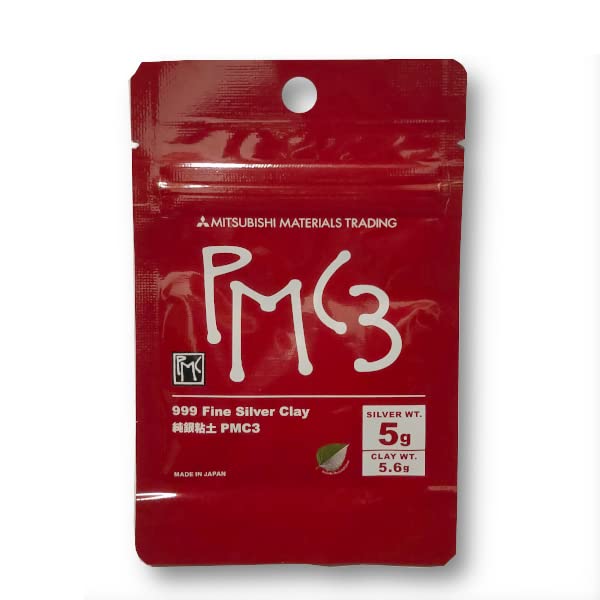 MITSUBISHI MATERIALS TRADING
PMC3
PMC
999 Fine Silver Clay
純銀粘土 PMC3
MADE IN JAPAN
SILVER WT.
5g
CLAY WT.
5.6g